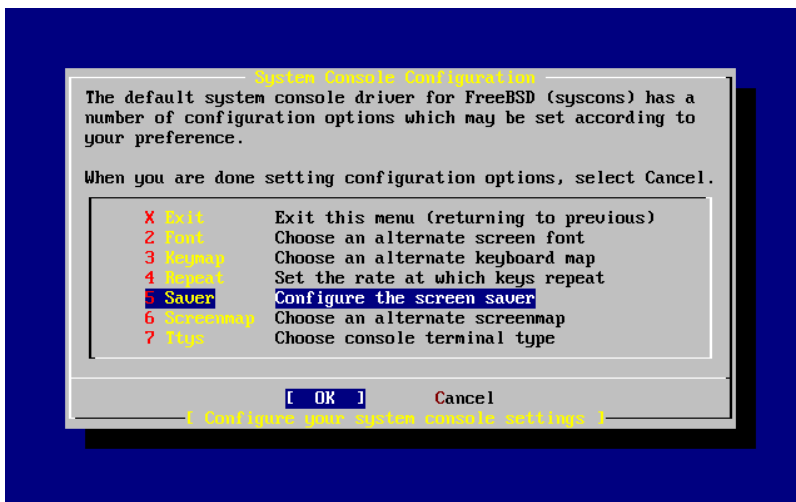 System Console Configuration
The default system console driver for FreeBSD (syscons) has a
number of configuration options which may be set according to
your preference.
When you are done setting configuration options, select Cancel.
X Exit Exit this menu (returning to previous)
2 Font Choose an alternate screen font
3 Keymap Choose an alternate keyboard map
4 Repeat Set the rate at which keys repeat
5 Saver Configure the screen saver
6 Screenmap Choose an alternate screenmap
7 Ttys Choose console terminal type
[ OK ] Cancel
[ Configure your system console settings ]